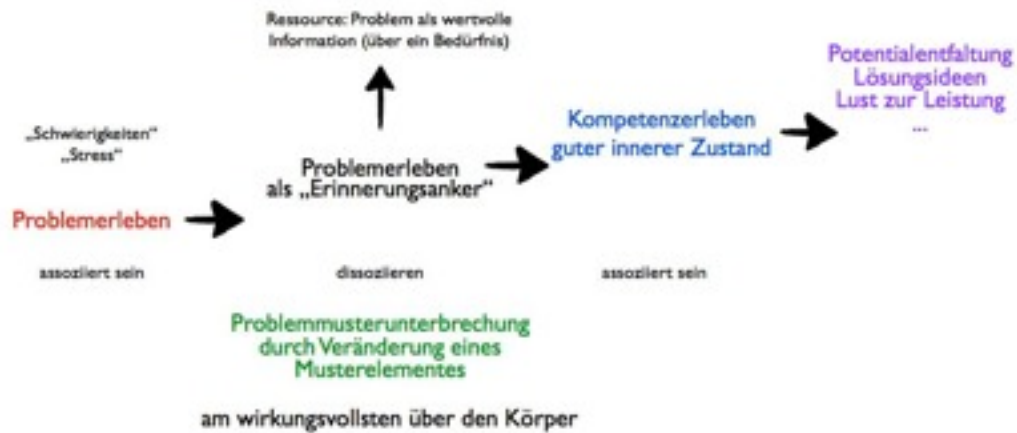 Ressource: Problem als wertvolle
Information (über ein Bedürfnis)
Potentialentfaltung
Lösungsideen
Lust zur Leistung
...
„Schwierigkeiten“
„Stress“
Kompetenzerleben
guter innerer Zustand
Problemerleben
als „Erinnerungsanker“
Problemerleben
assoziiert sein
dissoziieren
assoziiert sein
Problemmusterunterbrechung
durch Veränderung eines
Musterelementes
am wirkungsvollsten über den Körper